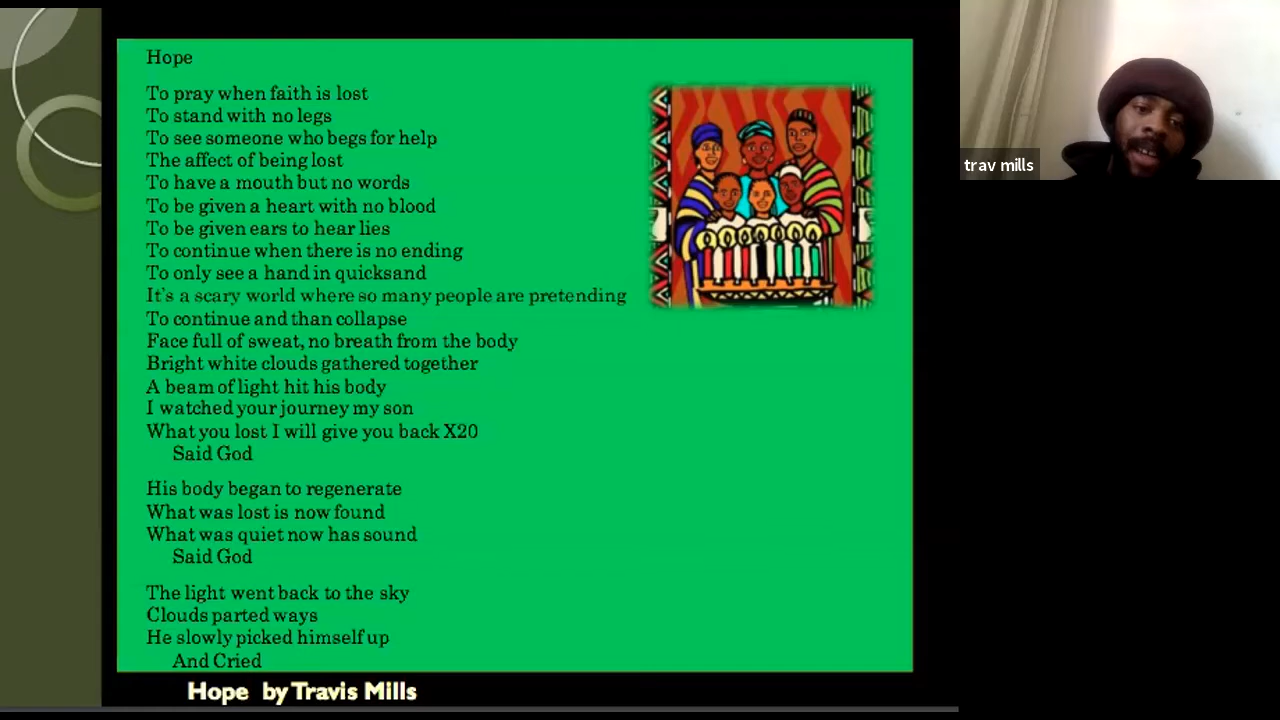 Hope
To pray when faith is lost
To stand with no legs
To see someone who begs for help
The affect of being lost
To have a mouth but no words
To be given a heart with no blood
To be given ears to hear lies
To continue when there is no ending
To only see a hand in quicksand
It's a scary world where so many people are pretending
To continue and than collapse
Face full of sweat, no breath from the body
Bright white clouds gathered together
A beam of light hit his body
I watched your journey my son
What you lost I will give you back X20
Said God
His body began to regenerate
What was lost is now found
What was quiet now has sound
Said God
The light went back to the sky
Clouds parted ways
He slowly picked himself up
And Cried
Hope by Travis Mills
trav mills